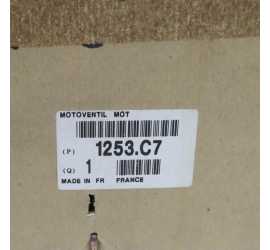 MOTOVENTIL MOT
(P) 1253.C7
(Q) 1
MADE IN FR FRANCE